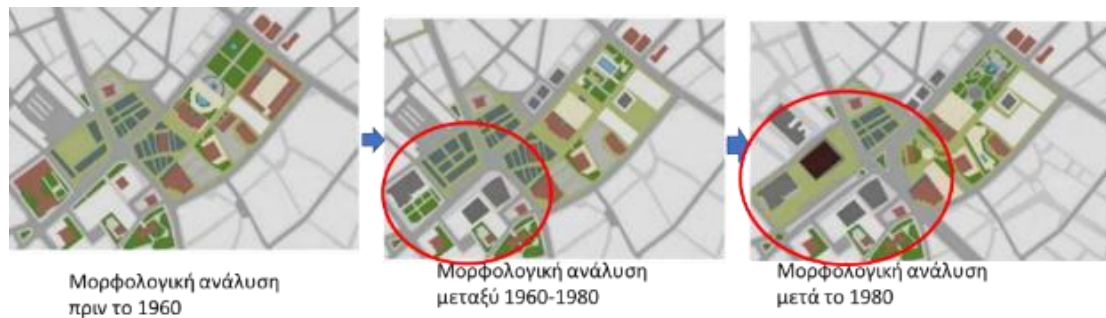 Μορφολογική ανάλυση
πριν το 1960
Μορφολογική ανάλυση
μεταξύ 1960-1980
Μορφολογική ανάλυση
μετά το 1980